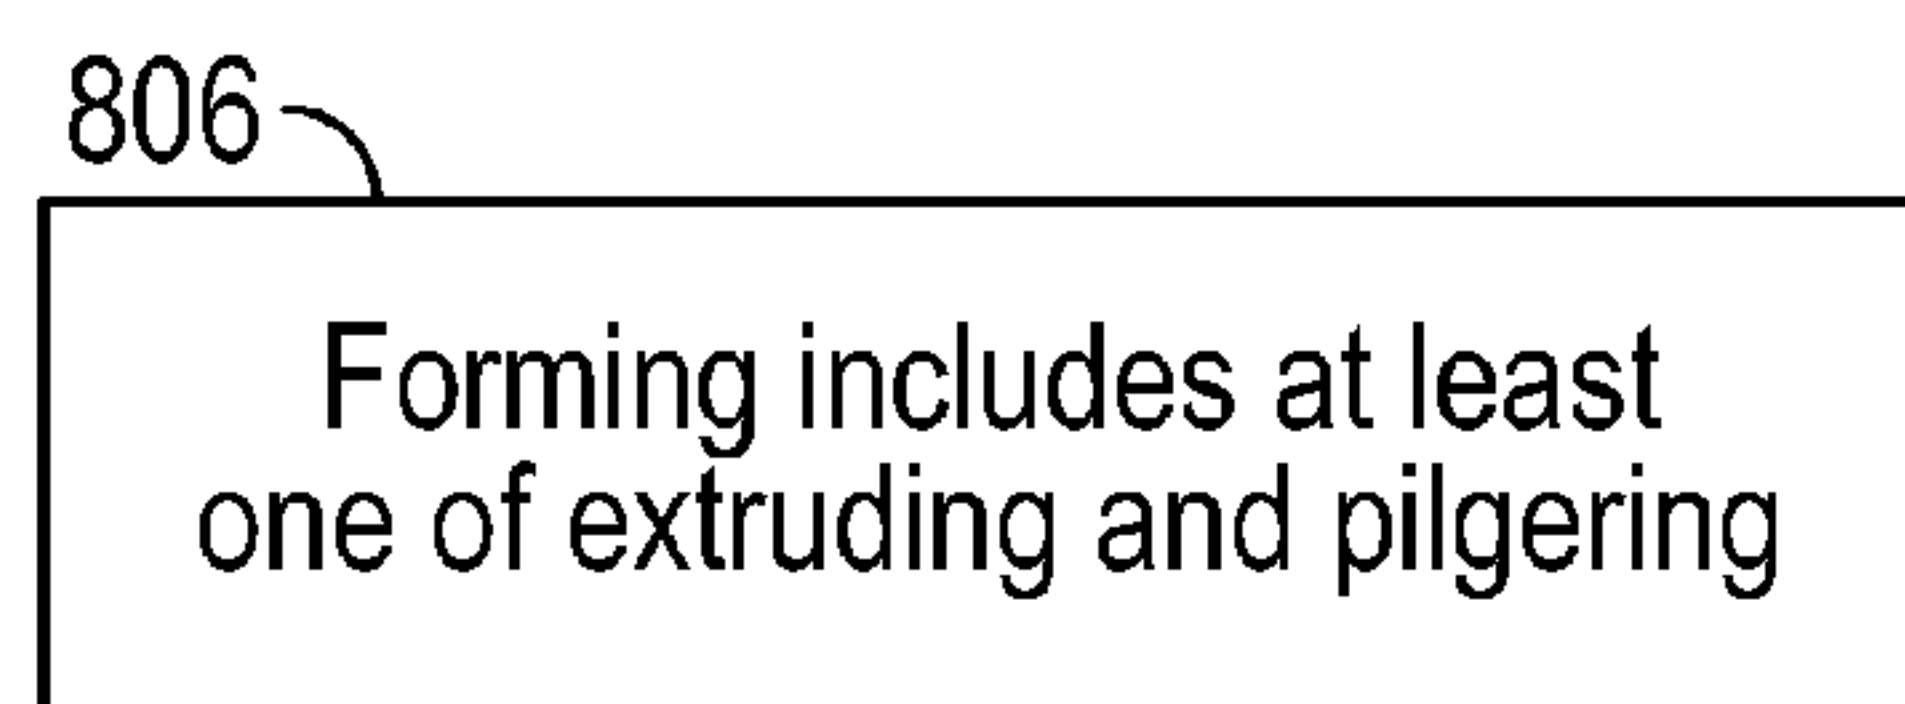 806
Forming includes at least
one of extruding and pilgering